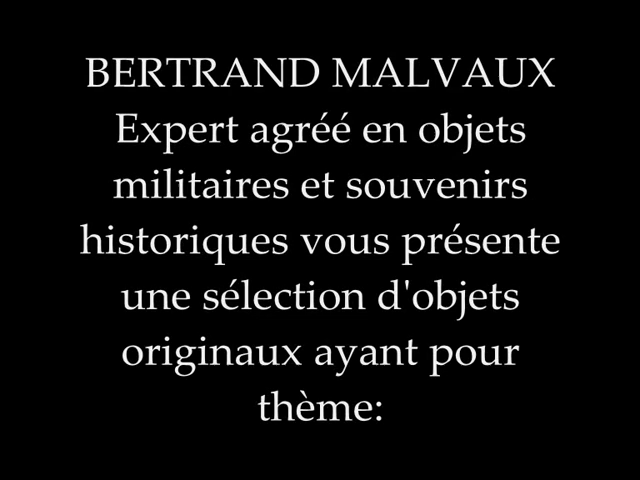 BERTRAND MALVAUX
Expert agréé en objets
militaires et souvenirs
historiques vous présente
une sélection d'objets
originaux ayant pour
thème: